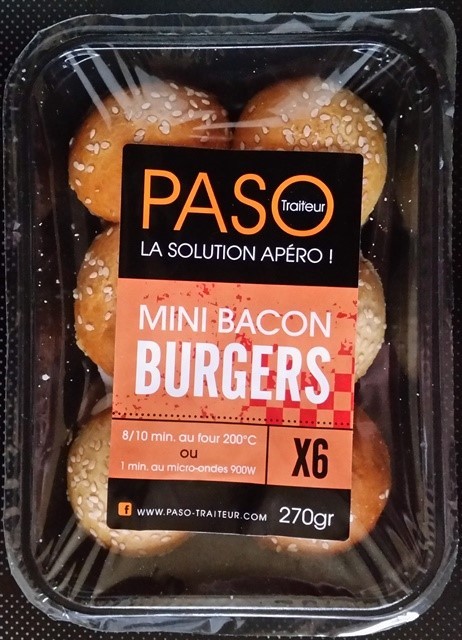 PASO
Traiteur
LA SOLUTION APÉRO !
MINI BACON
BURGERS
8/10 min. au four 200°C
ou
1 min. au micro-ondes 900W
X6
f WWW.PASO-TRAITEUR.COM 270gr